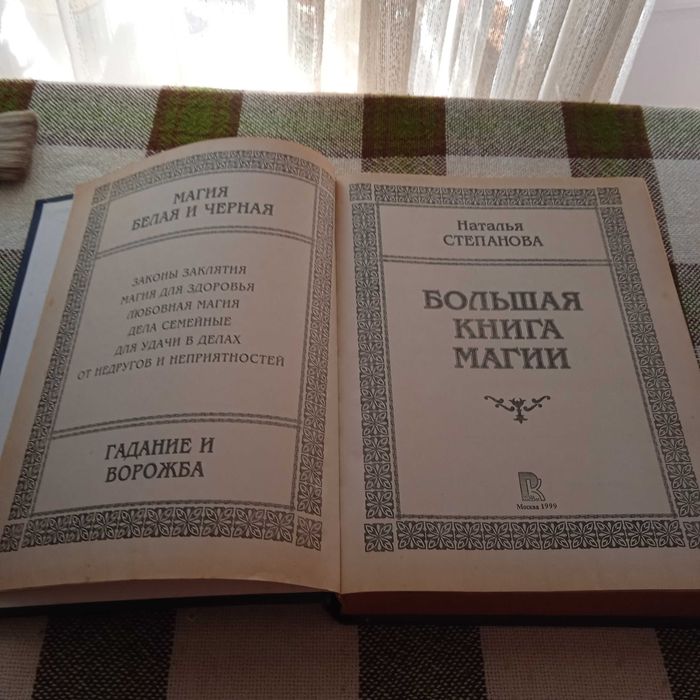 МАГИЯ
БЕЛАЯ И ЧЕРНАЯ
ЗАКОНЫ ЗАКЛЯТИЯ
МАГИЯ ДЛЯ ЗДОРОВЬЯ
ЛЮБОВНАЯ МАГИЯ
ДЕЛА СЕМЕЙНЫЕ
ДЛЯ УДАЧИ В ДЕЛАХ
ОТ НЕДРУГОВ И НЕПРИЯТНОСТЕЙ
ГАДАНИЕ И
ВОРОЖБА
Наталья
СТЕПАНОВА
БОЛЬШАЯ
КНИГА
МАГИИ
Москва 1999